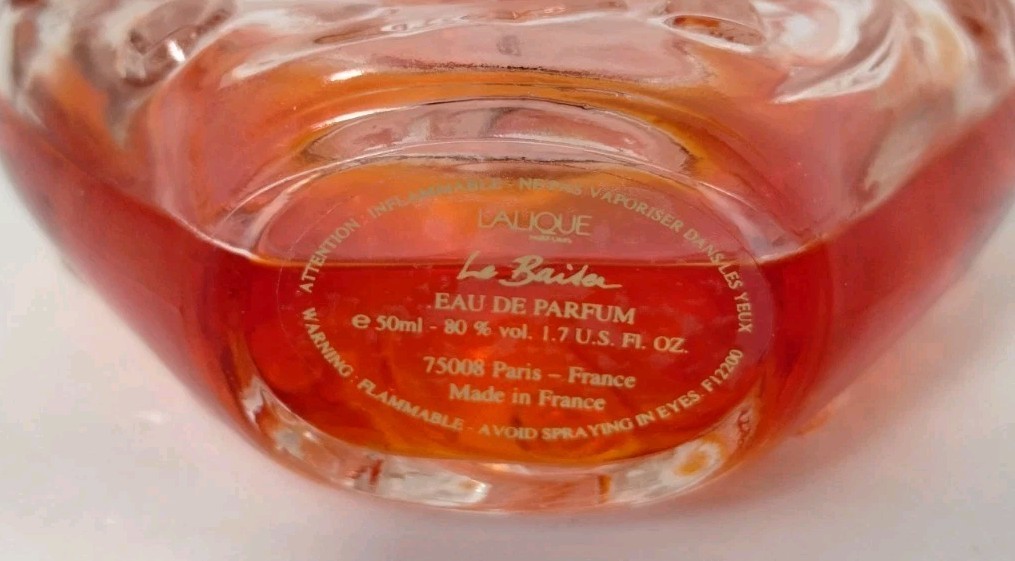 ATTENTION . INFLAMMABLE - NE PAS VAPORISER DANS LES YEUX
LALIQUE
PARFUMS
Le Baiser
EAU DE PARFUM
e 50ml - 80 % vol. 1.7 U.S. Fl. OZ.
75008 Paris – France
Made in France
WARNING : FLAMMABLE - AVOID SPRAYING IN EYES. F12200